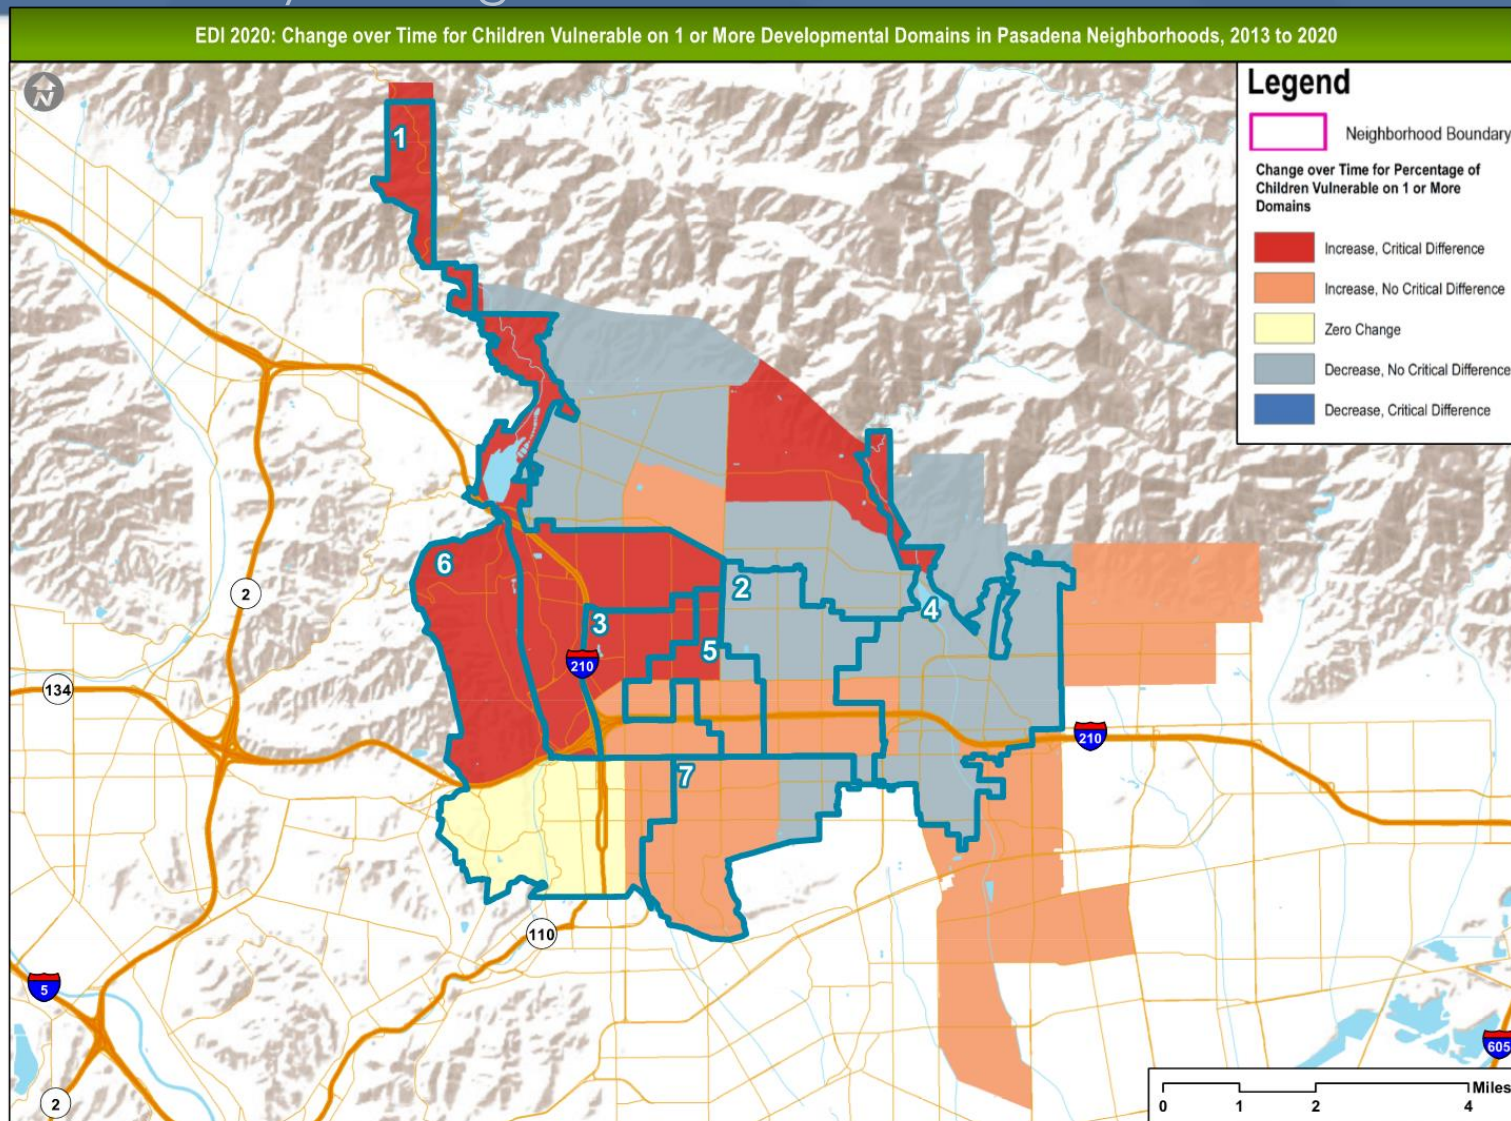 EDI 2020: Change over Time for Children Vulnerable on 1 or More Developmental Domains in Pasadena Neighborhoods, 2013 to 2020
N
Legend
Neighborhood Boundary
Change over Time for Percentage of
Children Vulnerable on 1 or More
Domains
Increase, Critical Difference
Increase, No Critical Difference
Zero Change
Decrease, No Critical Difference
Decrease, Critical Difference
1
6
2
2
4
3
5
210
134
210
7
110
5
605
2
Miles
0 1 2 4